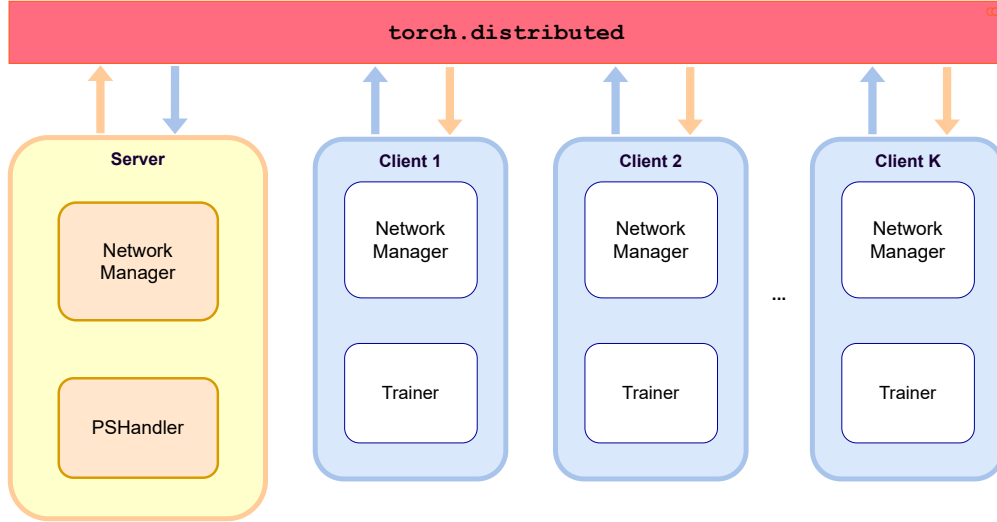 torch.distributed
Server
Network
Manager
PSHandler
Client 1
Network
Manager
Trainer
Client 2
Network
Manager
Trainer
...
Client K
Network
Manager
Trainer